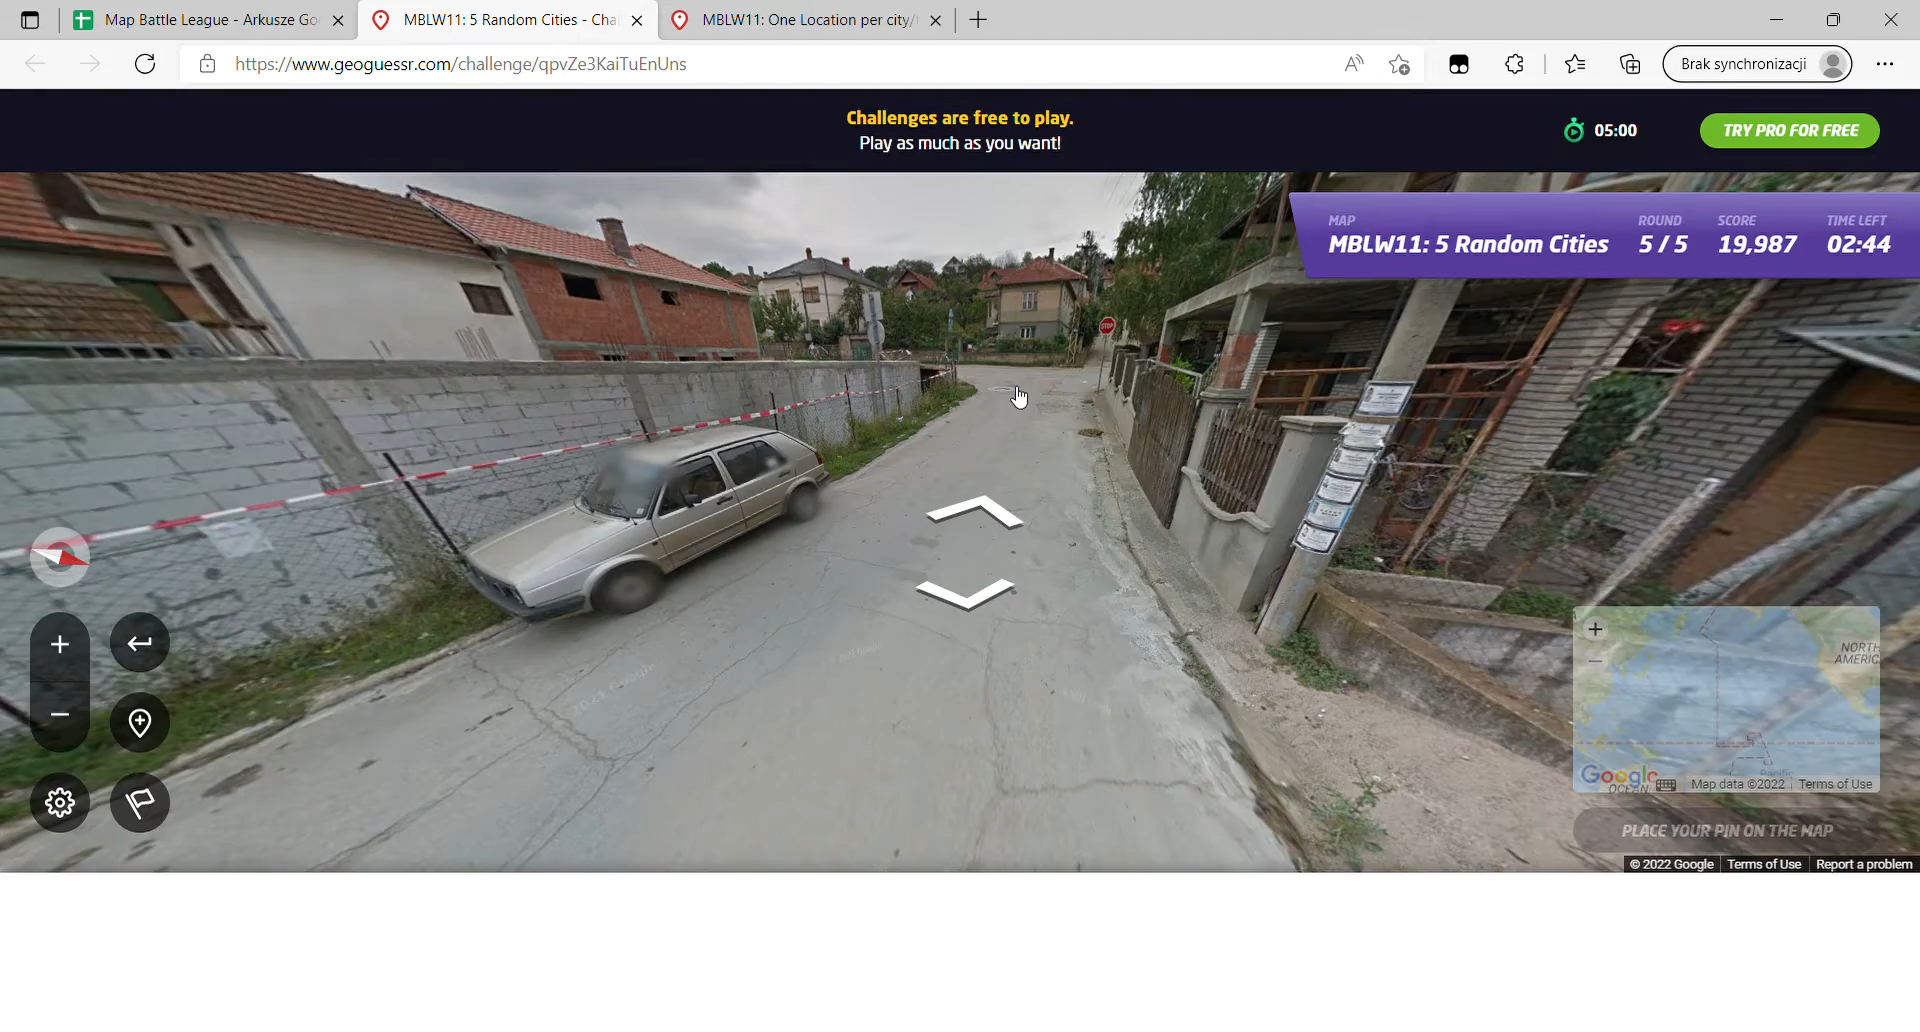 Map Battle League - Arkusze Go
MBLW11: 5 Random Cities - Cha
MBLW11: One Location per city/
https://www.geoguessr.com/challenge/qpvZe3KaiTuEnUns
Brak synchronizacji
Challenges are free to play.
Play as much as you want!
05:00
TRY PRO FOR FREE
MAP
MBLW11: 5 Random Cities
ROUND
5 / 5
SCORE
19,987
TIME LEFT
02:44
STOP
NORTH
AMERIC
Pacific
OCEAN
Google
Map data ©2022
Terms of Use
PLACE YOUR PIN ON THE MAP
© 2022 Google
Terms of Use
Report a problem